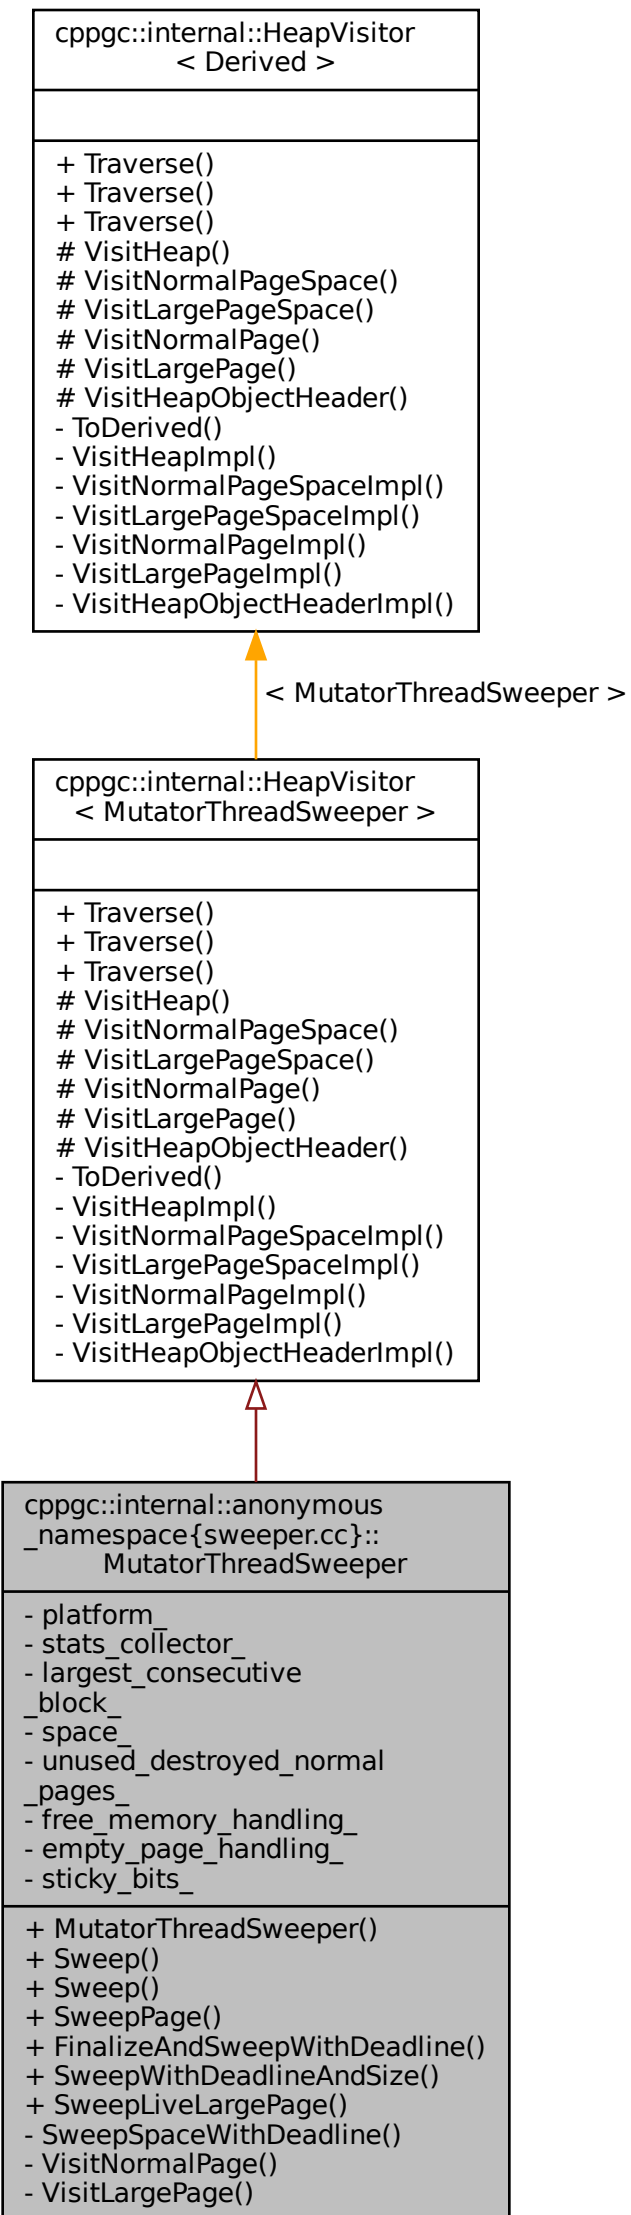 cppgc::internal::HeapVisitor
< Derived >
+ Traverse()
+ Traverse()
+ Traverse()
# VisitHeap()
# VisitNormalPageSpace()
# VisitLargePageSpace()
# VisitNormalPage()
# VisitLargePage()
# VisitHeapObjectHeader()
- ToDerived()
- VisitHeapImpl()
- VisitNormalPageSpaceImpl()
- VisitLargePageSpaceImpl()
- VisitNormalPageImpl()
- VisitLargePageImpl()
- VisitHeapObjectHeaderImpl()
< MutatorThreadSweeper >
cppgc::internal::HeapVisitor
< MutatorThreadSweeper >
+ Traverse()
+ Traverse()
+ Traverse()
# VisitHeap()
# VisitNormalPageSpace()
# VisitLargePageSpace()
# VisitNormalPage()
# VisitLargePage()
# VisitHeapObjectHeader()
- ToDerived()
- VisitHeapImpl()
- VisitNormalPageSpaceImpl()
- VisitLargePageSpaceImpl()
- VisitNormalPageImpl()
- VisitLargePageImpl()
- VisitHeapObjectHeaderImpl()
cppgc::internal::anonymous
_namespace{sweeper.cc}::
MutatorThreadSweeper
- platform_
- stats_collector_
- largest_consecutive
_block_
- space_
- unused_destroyed_normal
_pages_
- free_memory_handling_
- empty_page_handling_
- sticky_bits_
+ MutatorThreadSweeper()
+ Sweep()
+ Sweep()
+ SweepPage()
+ FinalizeAndSweepWithDeadline()
+ SweepWithDeadlineAndSize()
+ SweepLiveLargePage()
- SweepSpaceWithDeadline()
- VisitNormalPage()
- VisitLargePage()